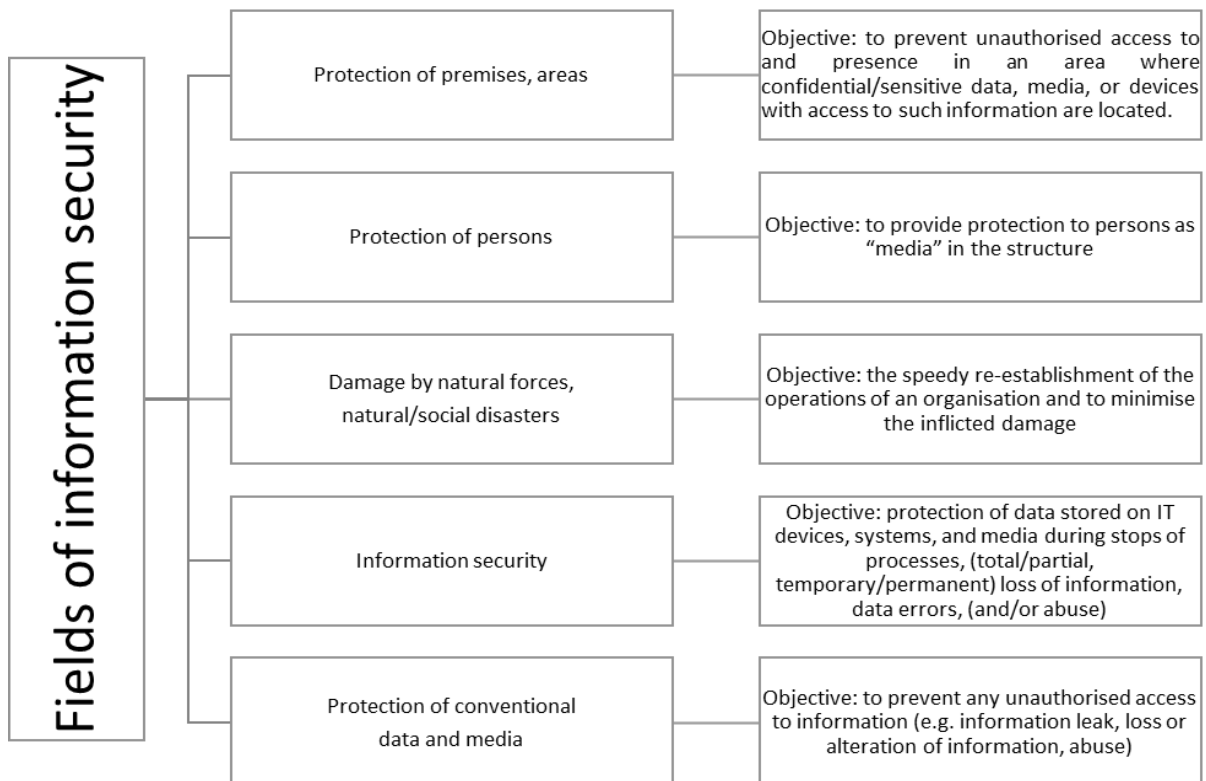 Fields of information security
Protection of premises, areas
Objective: to prevent unauthorised access to
and presence in an area where
confidential/sensitive data, media, or devices
with access to such information are located.
Protection of persons
Objective: to provide protection to persons as
“media” in the structure
Damage by natural forces,
natural/social disasters
Objective: the speedy re-establishment of the
operations of an organisation and to minimise
the inflicted damage
Information security
Objective: protection of data stored on IT
devices, systems, and media during stops of
processes, (total/partial,
temporary/permanent) loss of information,
data errors, (and/or abuse)
Protection of conventional
data and media
Objective: to prevent any unauthorised access
to information (e.g. information leak, loss or
alteration of information, abuse)